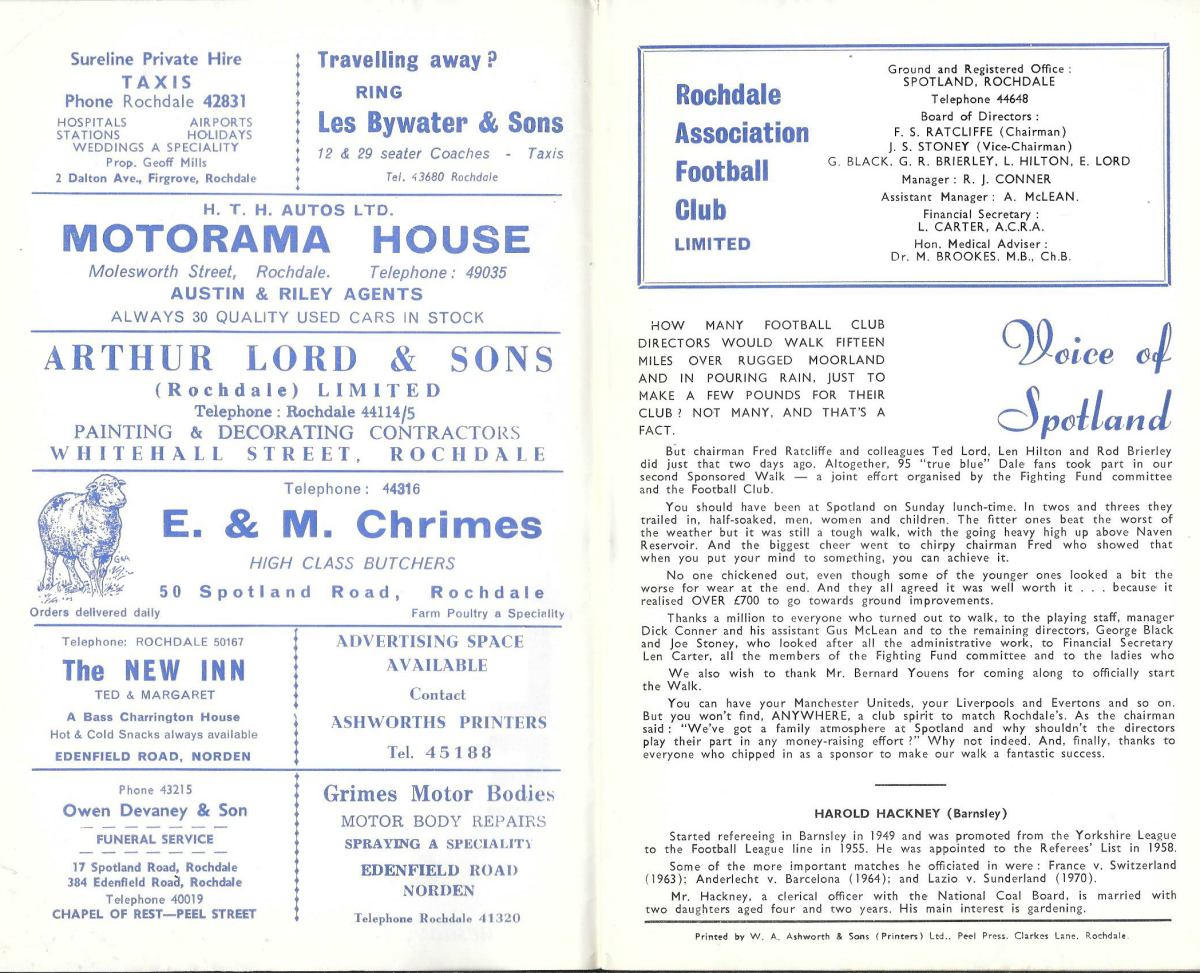 Sureline Private Hire
TAXIS
Phone Rochdale 42831
HOSPITALS AIRPORTS
STATIONS HOLIDAYS
WEDDINGS A SPECIALITY
Prop. Geoff Mills
2 Dalton Ave., Firgrove, Rochdale
Travelling away ?
RING
Les Bywater & Sons
12 & 29 seater Coaches - Taxis
Tel. 43680 Rochdale
H. T. H. AUTOS LTD.
MOTORAMA HOUSE
Molesworth Street, Rochdale. Telephone : 49035
AUSTIN & RILEY AGENTS
ALWAYS 30 QUALITY USED CARS IN STOCK
ARTHUR LORD & SONS
(Rochdale) LIMITED
Telephone : Rochdale 44114/5
PAINTING & DECORATING CONTRACTORS
WHITEHALL STREET, ROCHDALE
Telephone : 44316
E. & M. Chrimes
HIGH CLASS BUTCHERS
50 Spotland Road, Rochdale
Orders delivered daily Farm Poultry a Speciality
Telephone: ROCHDALE 50167
The NEW INN
TED & MARGARET
A Bass Charrington House
Hot & Cold Snacks always available
EDENFIELD ROAD, NORDEN
ADVERTISING SPACE
AVAILABLE
Contact
ASHWORTHS PRINTERS
Tel. 45188
Phone 43215
Owen Devaney & Son
FUNERAL SERVICE
17 Spotland Road, Rochdale
384 Edenfield Road, Rochdale
Telephone 40019
CHAPEL OF REST—PEEL STREET
Grimes Motor Bodies
MOTOR BODY REPAIRS
SPRAYING A SPECIALITY
EDENFIELD ROAD
NORDEN
Telephone Rochdale 41320
Rochdale
Association
Football
Club
LIMITED
Ground and Registered Office :
SPOTLAND, ROCHDALE
Telephone 44648
Board of Directors :
F. S. RATCLIFFE (Chairman)
J. S. STONEY (Vice-Chairman)
G. BLACK, G. R. BRIERLEY, L. HILTON, E. LORD
Manager : R. J. CONNER
Assistant Manager : A. McLEAN.
Financial Secretary :
L. CARTER, A.C.R.A.
Hon. Medical Adviser :
Dr. M. BROOKES, M.B., Ch.B.
HOW MANY FOOTBALL CLUB
DIRECTORS WOULD WALK FIFTEEN
MILES OVER RUGGED MOORLAND
AND IN POURING RAIN, JUST TO
MAKE A FEW POUNDS FOR THEIR
CLUB ? NOT MANY, AND THAT'S A
FACT.
Voice of
Spotland
But chairman Fred Ratcliffe and colleagues Ted Lord, Len Hilton and Rod Brierley
did just that two days ago. Altogether, 95 "true blue" Dale fans took part in our
second Sponsored Walk — a joint effort organised by the Fighting Fund committee
and the Football Club.
You should have been at Spotland on Sunday lunch-time. In twos and threes they
trailed in, half-soaked, men, women and children. The fitter ones beat the worst of
the weather but it was still a tough walk, with the going heavy high up above Naven
Reservoir. And the biggest cheer went to chirpy chairman Fred who showed that
when you put your mind to something, you can achieve it.
No one chickened out, even though some of the younger ones looked a bit the
worse for wear at the end. And they all agreed it was well worth it . . . because it
realised OVER £700 to go towards ground improvements.
Thanks a million to everyone who turned out to walk, to the playing staff, manager
Dick Conner and his assistant Gus McLean and to the remaining directors, George Black
and Joe Stoney, who looked after all the administrative work, to Financial Secretary
Len Carter, all the members of the Fighting Fund committee and to the ladies who
We also wish to thank Mr. Bernard Youens for coming along to officially start
the Walk.
You can have your Manchester Uniteds, your Liverpools and Evertons and so on.
But you won't find, ANYWHERE, a club spirit to match Rochdale's. As the chairman
said : "We've got a family atmosphere at Spotland and why shouldn't the directors
play their part in any money-raising effort ?" Why not indeed. And, finally, thanks to
everyone who chipped in as a sponsor to make our walk a fantastic success.
HAROLD HACKNEY (Barnsley)
Started refereeing in Barnsley in 1949 and was promoted from the Yorkshire League
to the Football League line in 1955. He was appointed to the Referees' List in 1958.
Some of the more important matches he officiated in were : France v. Switzerland
(1963); Anderlecht v. Barcelona (1964); and Lazio v. Sunderland (1970).
Mr. Hackney, a clerical officer with the National Coal Board, is married with
two daughters aged four and two years. His main interest is gardening.
Printed by W. A. Ashworth & Sons (Printers) Ltd., Peel Press, Clarkes Lane, Rochdale.